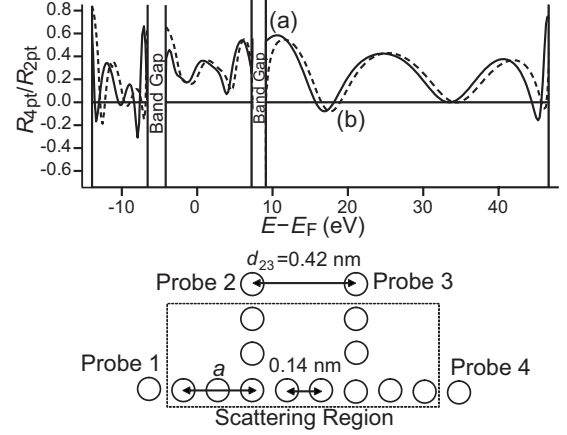 R4pt/R2pt
0.8
0.6
0.4
0.2
0.0
-0.2
-0.4
-0.6
Band Gap
Band Gap
(a)
(b)
-10 0 10 20 30 40
E−EF (eV)
d23=0.42 nm
Probe 2 Probe 3
Probe 1 a 0.14 nm Probe 4
Scattering Region